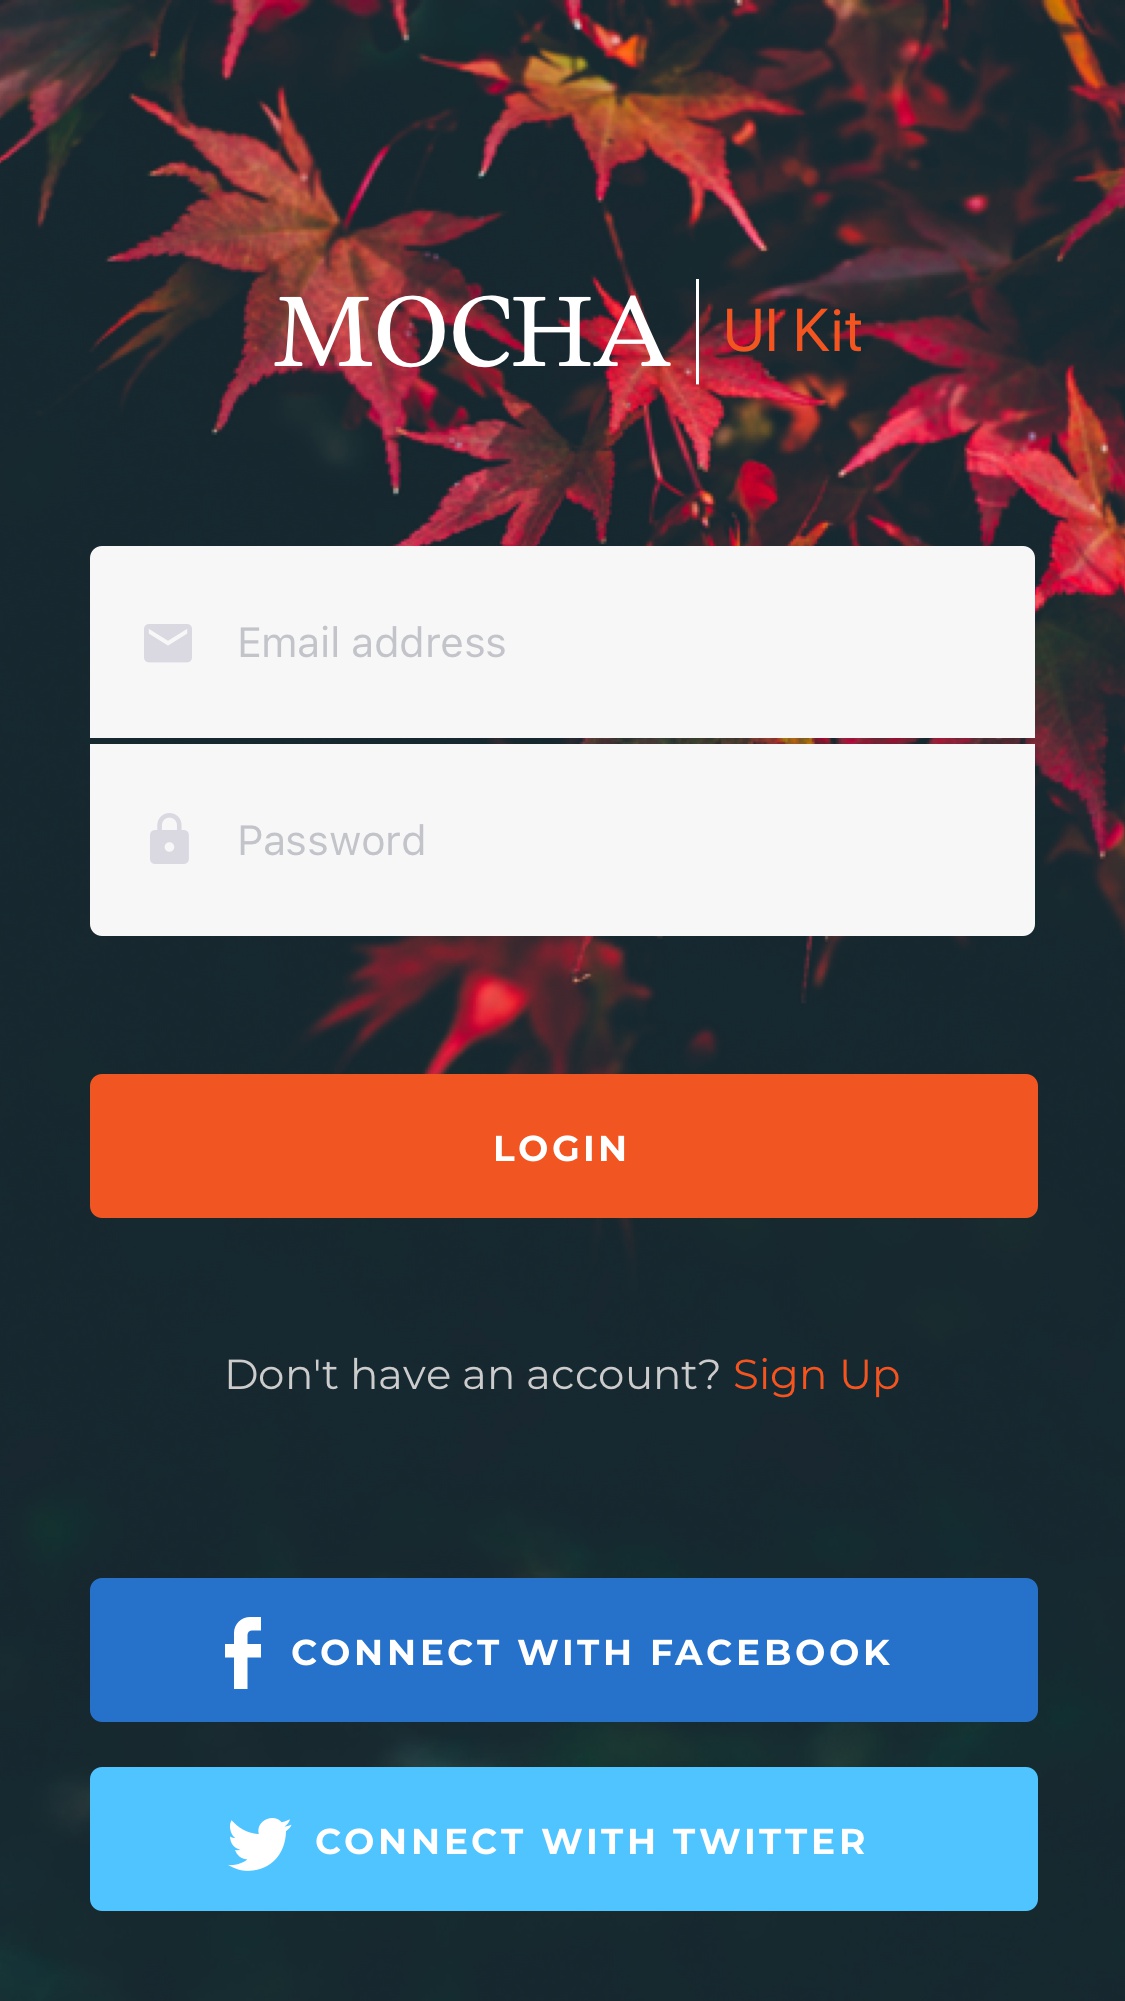 MOCHA | UI Kit
Email address
Password
LOGIN
Don't have an account? Sign Up
CONNECT WITH FACEBOOK
CONNECT WITH TWITTER